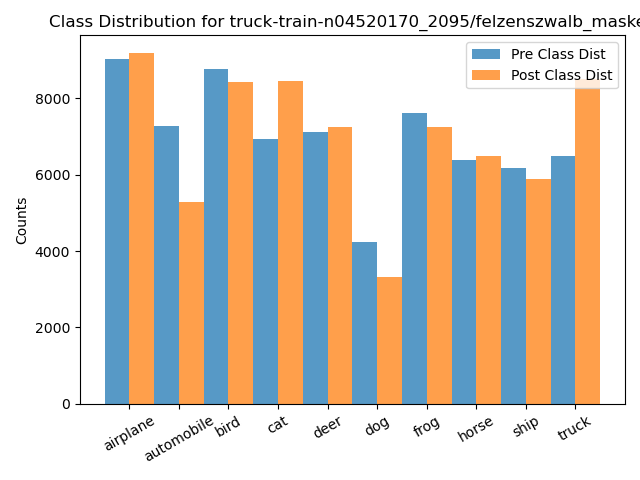 Class Distribution for truck-train-n04520170_2095/felzenszwalb_maske
Pre Class Dist
Post Class Dist
Counts
8000
6000
4000
2000
0
airplane
automobile
bird
cat
deer
dog
frog
horse
ship
truck